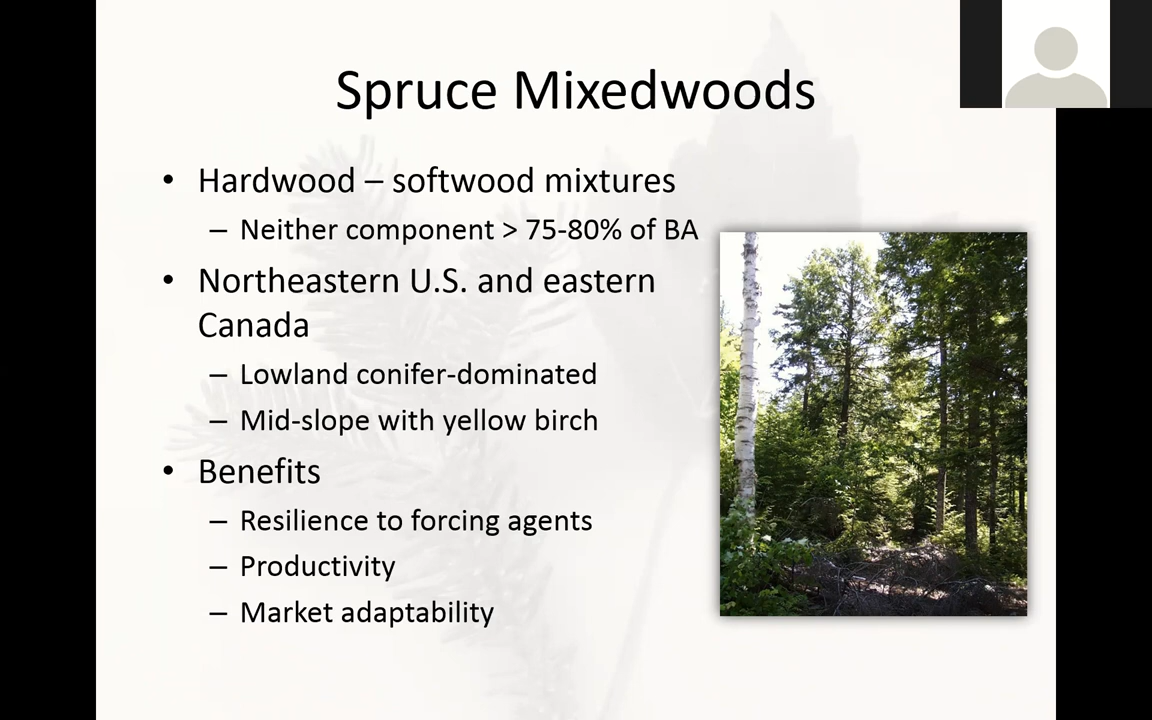 Spruce Mixedwoods
• Hardwood – softwood mixtures
– Neither component > 75-80% of BA
• Northeastern U.S. and eastern
Canada
– Lowland conifer-dominated
– Mid-slope with yellow birch
• Benefits
– Resilience to forcing agents
– Productivity
– Market adaptability